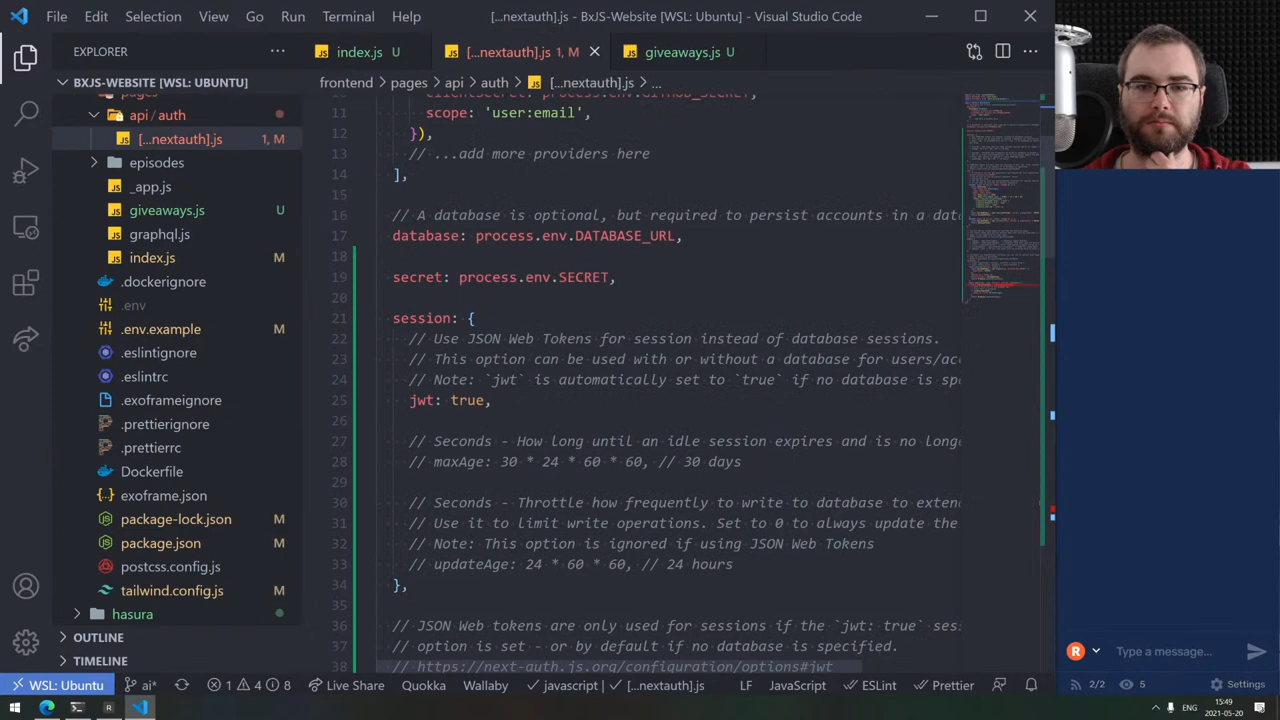 File Edit Selection View Go Run Terminal Help
[...nextauth].js - BxJS-Website [WSL: Ubuntu] - Visual Studio Code
EXPLORER
index.js U
[...nextauth].js 1, M
giveaways.js U
BXJS-WEBSITE [WSL: UBUNTU]
frontend > pages > api > auth > [...nextauth].js > ...
pages
api / auth
[...nextauth].js 1, M
episodes
_app.js
giveaways.js U
graphql.js
index.js M
.dockerignore
.env
.env.example M
.eslintignore
.eslintrc
.exoframeignore
.prettierignore
.prettierrc
Dockerfile
exoframe.json
package-lock.json M
package.json M
postcss.config.js
tailwind.config.js M
hasura
OUTLINE
TIMELINE
clientSecret: process.env.GITHUB_SECRET,
11 scope: 'user:email',
12 }),
13 // ...add more providers here
14 ],
15
16 // A database is optional, but required to persist accounts in a data
17 database: process.env.DATABASE_URL,
18
19 secret: process.env.SECRET,
20
21 session: {
22 // Use JSON Web Tokens for session instead of database sessions.
23 // This option can be used with or without a database for users/acc
24 // Note: `jwt` is automatically set to `true` if no database is spe
25 jwt: true,
26
27 // Seconds - How long until an idle session expires and is no longe
28 // maxAge: 30 * 24 * 60 * 60, // 30 days
29
30 // Seconds - Throttle how frequently to write to database to extend
31 // Use it to limit write operations. Set to 0 to always update the
32 // Note: This option is ignored if using JSON Web Tokens
33 // updateAge: 24 * 60 * 60, // 24 hours
34 },
35
36 // JSON Web tokens are only used for sessions if the `jwt: true` ses
37 // option is set - or by default if no database is specified.
38 // https://next-auth.js.org/configuration/options#jwt
R Type a message...
2/2 5 Settings
WSL: Ubuntu ai* 1 4 8 Live Share Quokka Wallaby javascript | [...nextauth].js LF JavaScript ESLint Prettier
ENG
15:49
2021-05-20